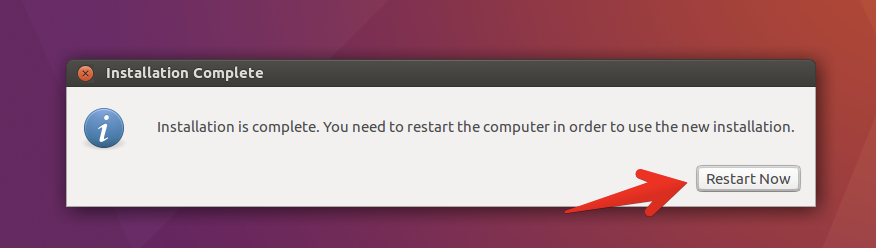 Installation Complete
Installation is complete. You need to restart the computer in order to use the new installation.
Restart Now